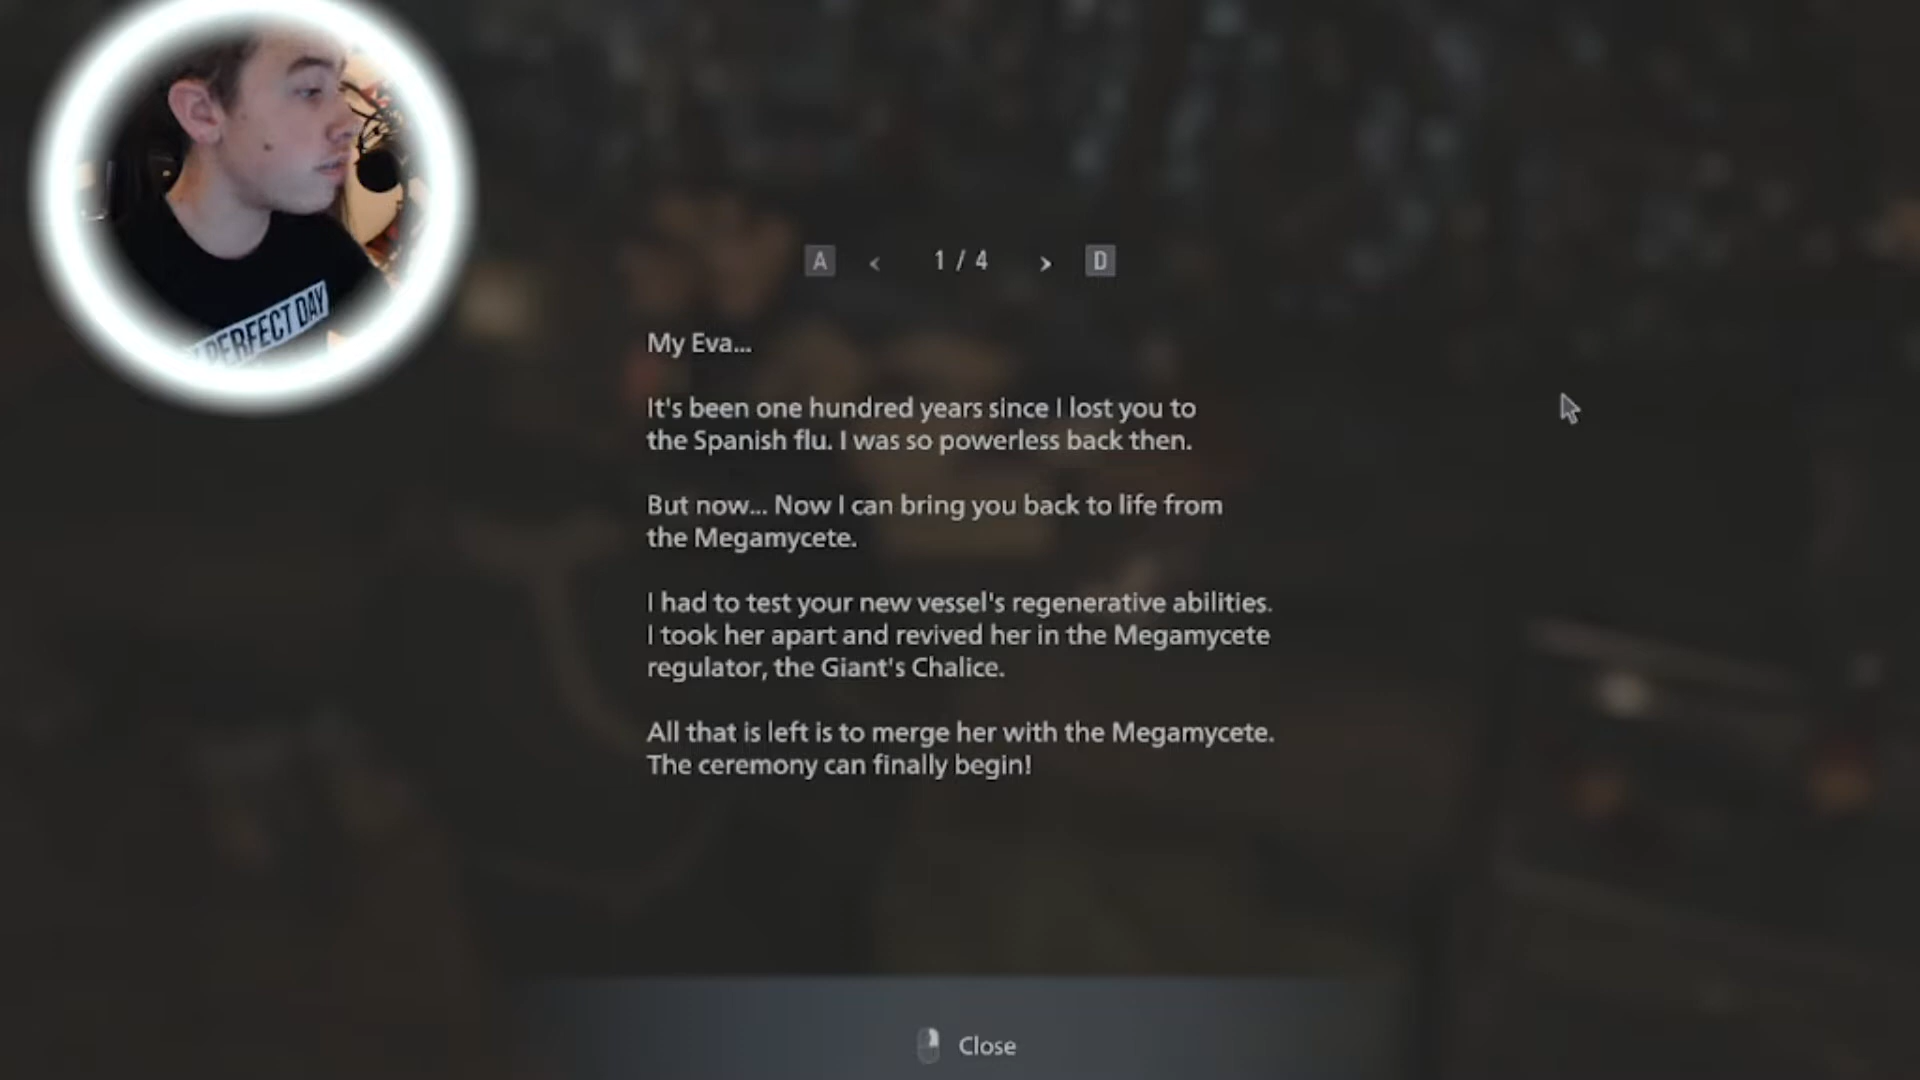 PERFECT DAY
A < 1 / 4 > D
My Eva...
It's been one hundred years since I lost you to
the Spanish flu. I was so powerless back then.
But now... Now I can bring you back to life from
the Megamycete.
I had to test your new vessel's regenerative abilities.
I took her apart and revived her in the Megamycete
regulator, the Giant's Chalice.
All that is left is to merge her with the Megamycete.
The ceremony can finally begin!
Close